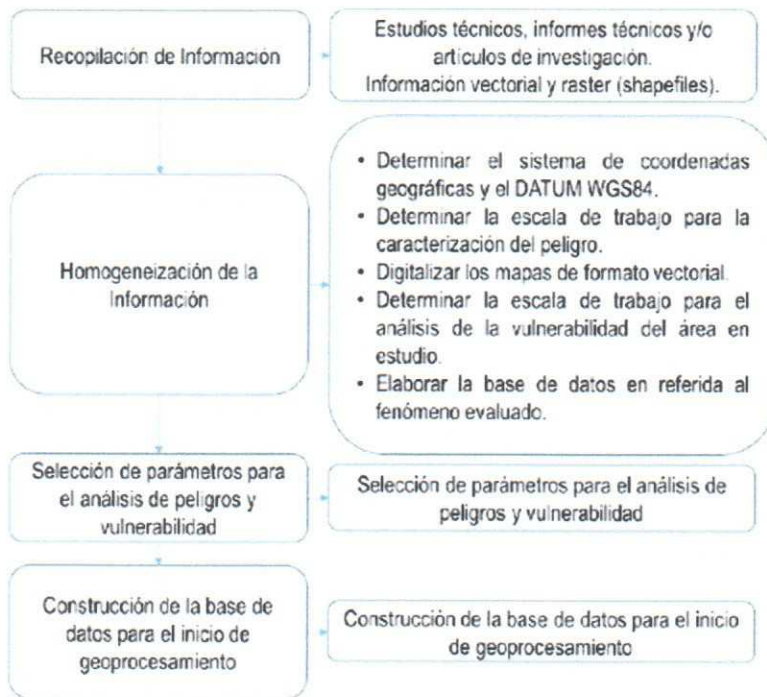 Recopilación de Información
Estudios técnicos, informes técnicos y/o
artículos de investigación.
Información vectorial y raster (shapefiles).
Homogeneización de la
Información
• Determinar el sistema de coordenadas
geográficas y el DATUM WGS84.
• Determinar la escala de trabajo para la
caracterización del peligro.
• Digitalizar los mapas de formato vectorial.
• Determinar la escala de trabajo para el
análisis de la vulnerabilidad del área en
estudio.
• Elaborar la base de datos en referida al
fenómeno evaluado.
Selección de parámetros para
el análisis de peligros y
vulnerabilidad
Selección de parámetros para el análisis de
peligros y vulnerabilidad
Construcción de la base de
datos para el inicio de
geoprocesamiento
Construcción de la base de datos para el inicio
de geoprocesamiento